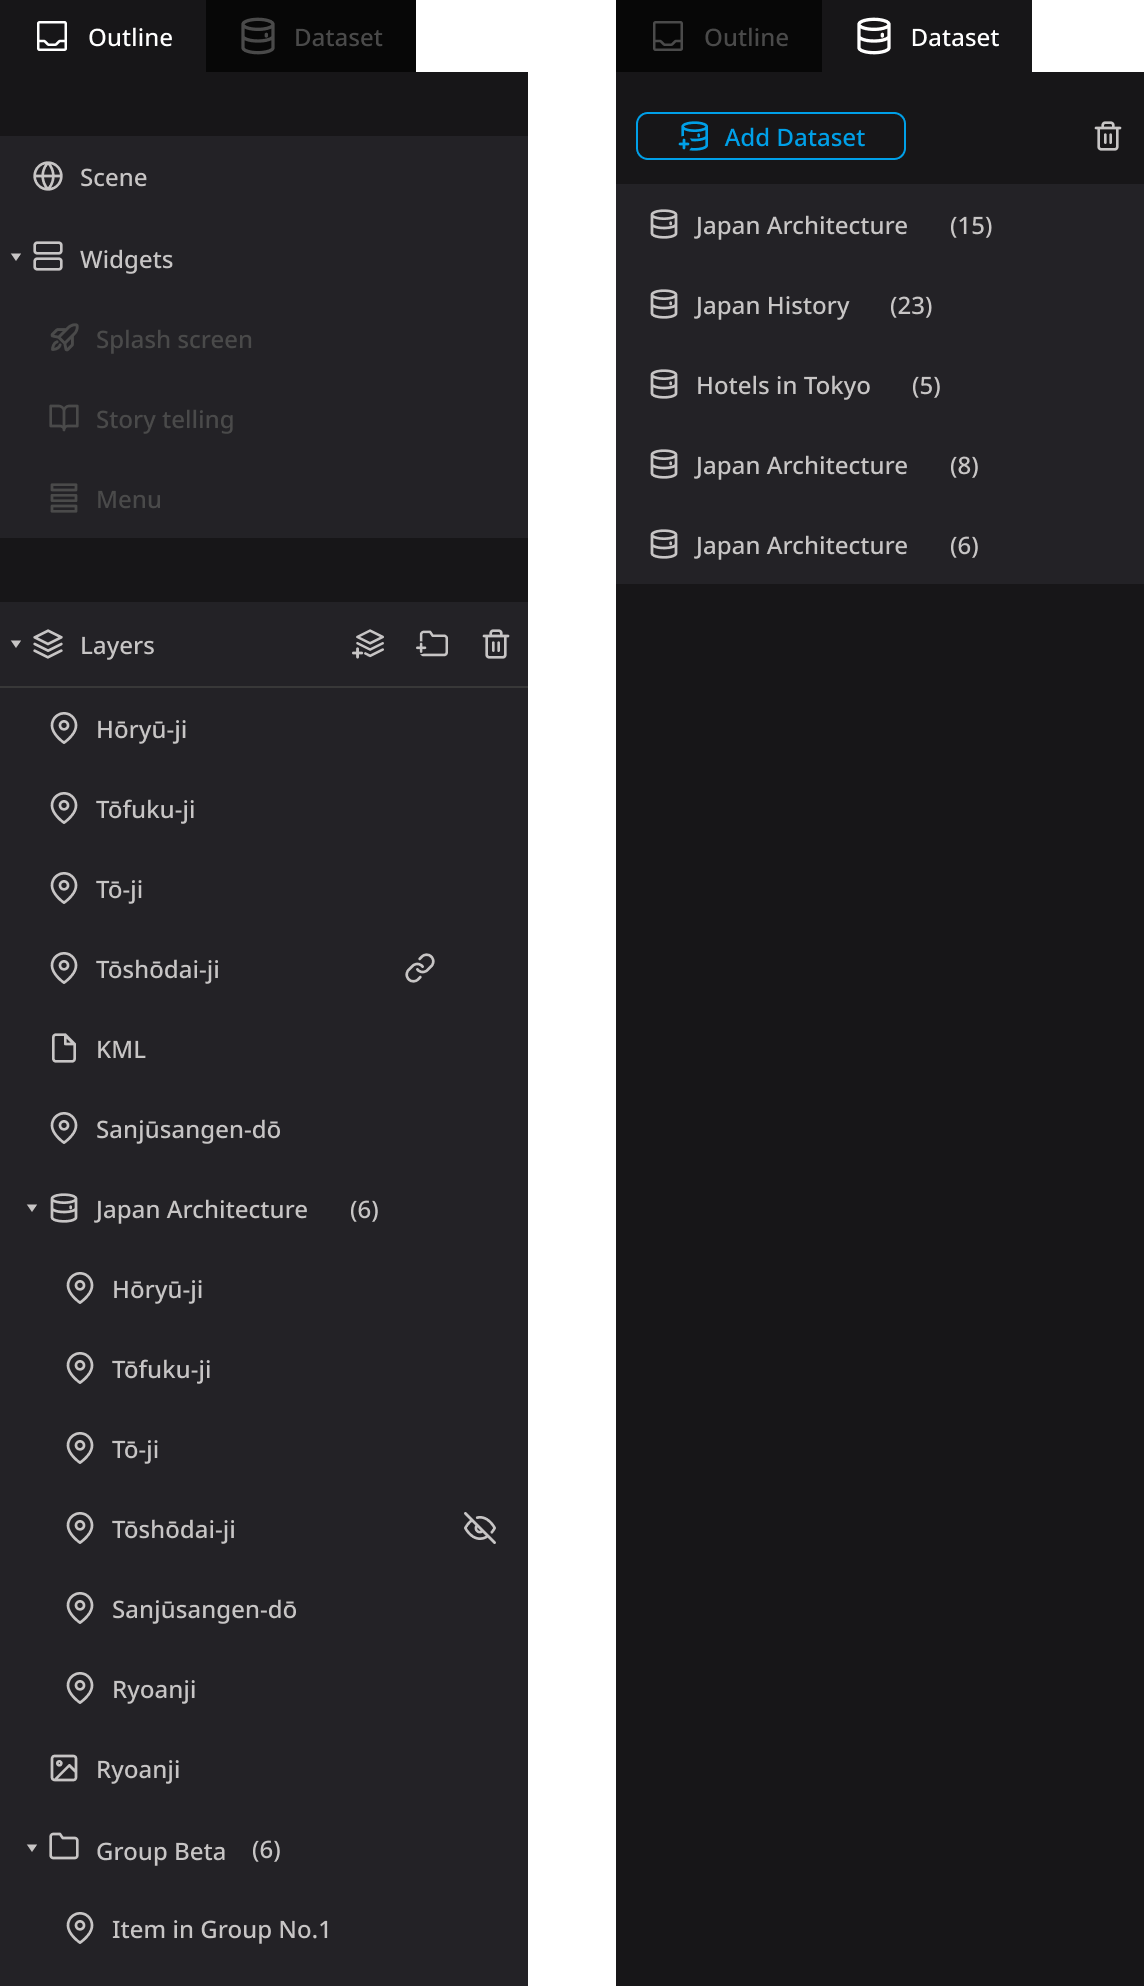 Outline
Dataset
Scene
Widgets
Splash screen
Story telling
Menu
Layers
Hōryū-ji
Tōfuku-ji
Tō-ji
Tōshōdai-ji
KML
Sanjūsangen-dō
Japan Architecture (6)
Hōryū-ji
Tōfuku-ji
Tō-ji
Tōshōdai-ji
Sanjūsangen-dō
Ryoanji
Ryoanji
Group Beta (6)
Item in Group No.1
Outline
Dataset
Add Dataset
Japan Architecture (15)
Japan History (23)
Hotels in Tokyo (5)
Japan Architecture (8)
Japan Architecture (6)